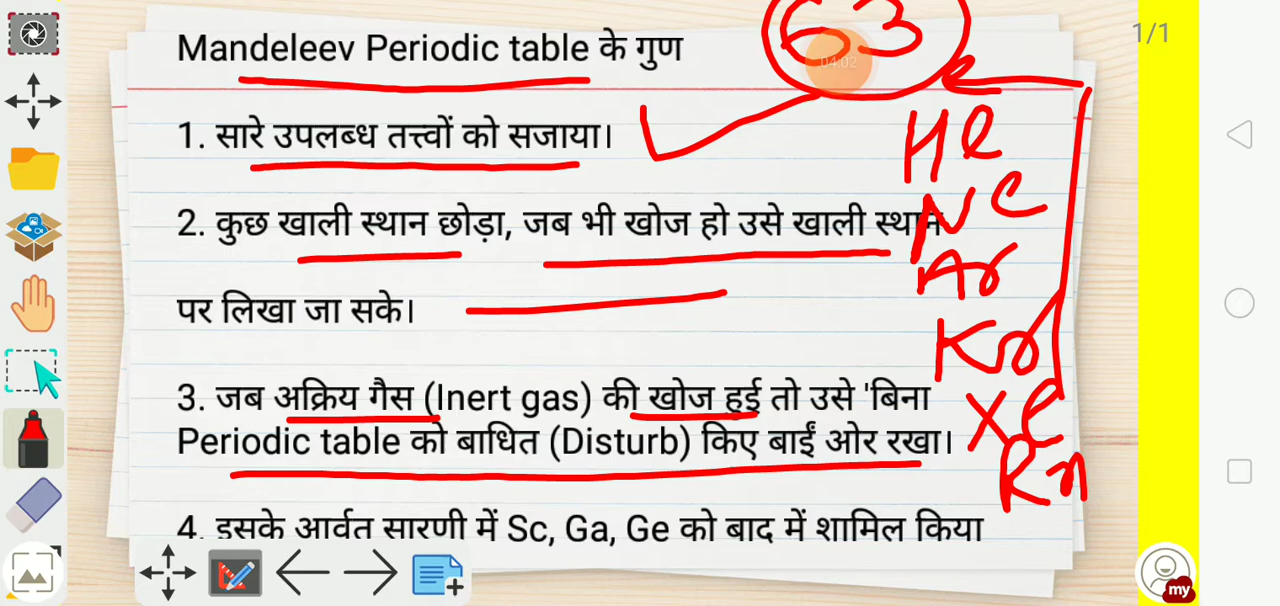 63
04:02
1/1
Mandeleev Periodic table के गुण
1. सारे उपलब्ध तत्त्वों को सजाया।
He
2. कुछ खाली स्थान छोड़ा, जब भी खोज हो उसे खाली स्थान
Ne
पर लिखा जा सके।
Ar
Kr
3. जब अक्रिय गैस (Inert gas) की खोज हुई तो उसे 'बिना
Xe
Periodic table को बाधित (Disturb) किए बाईं ओर रखा।
Rn
4. इसके आर्वत सारणी में Sc, Ga, Ge को बाद में शामिल किया
my